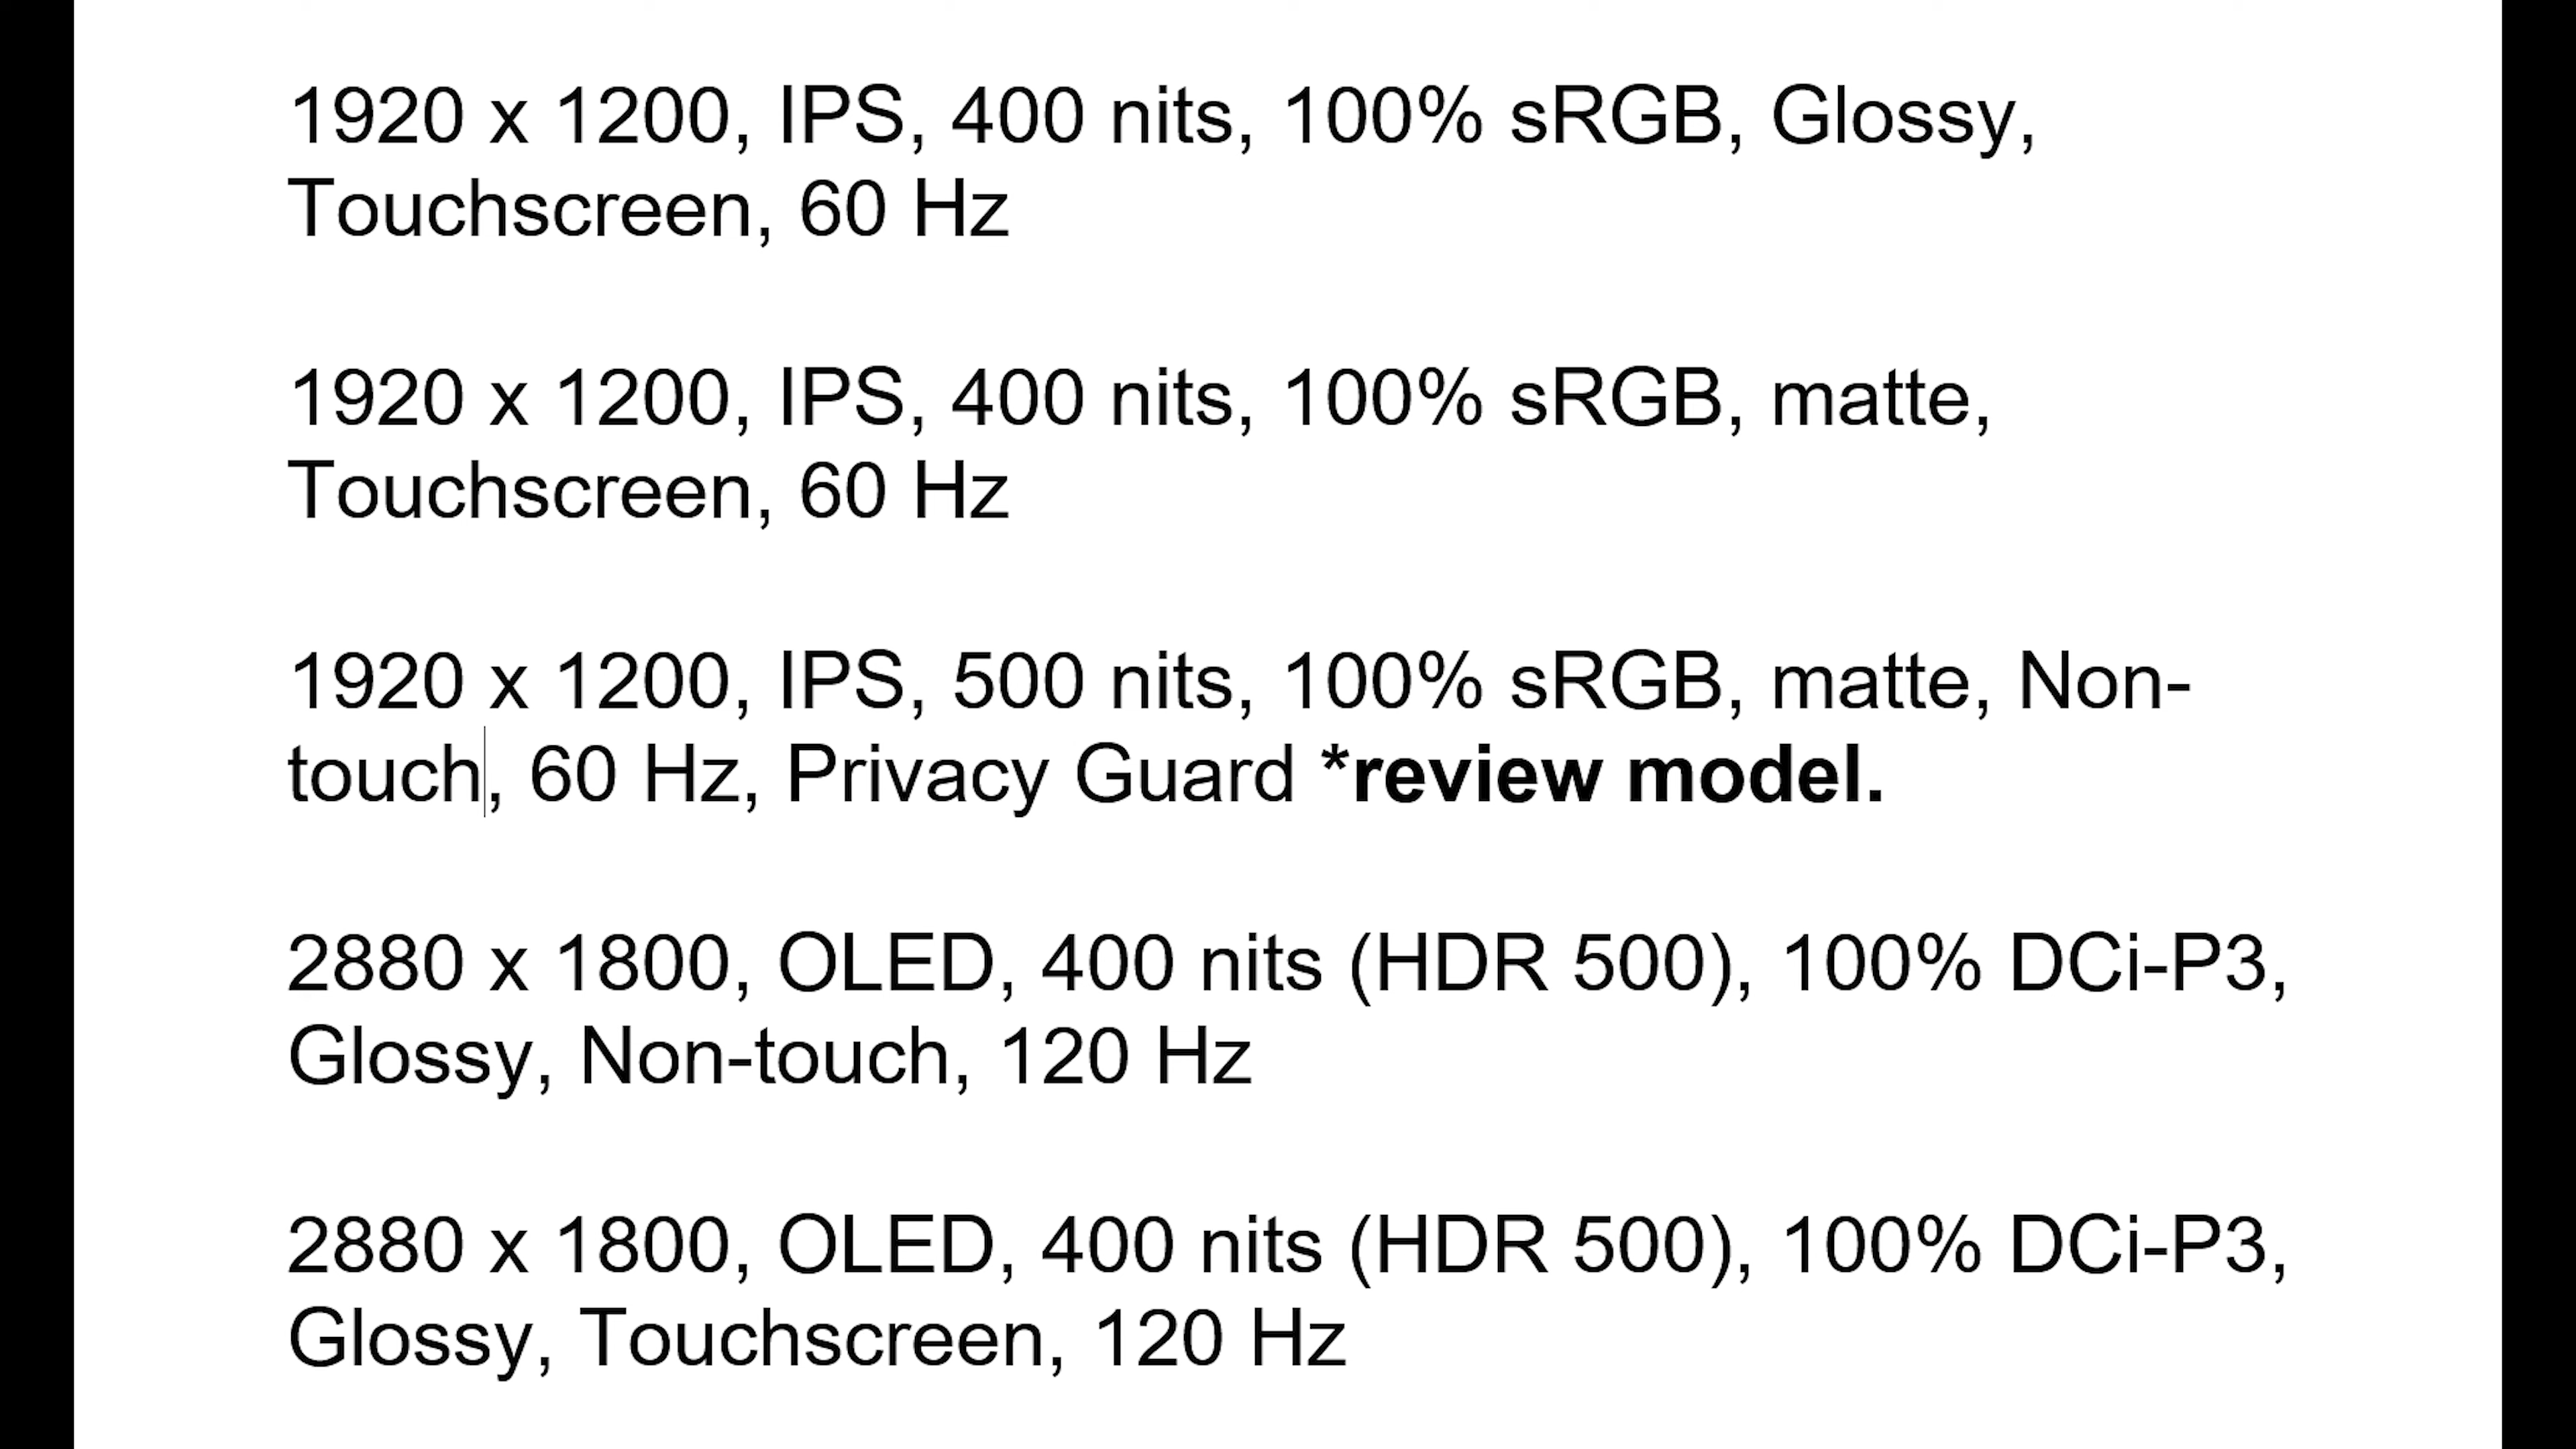 1920 x 1200, IPS, 400 nits, 100% sRGB, Glossy,
Touchscreen, 60 Hz
1920 x 1200, IPS, 400 nits, 100% sRGB, matte,
Touchscreen, 60 Hz
1920 x 1200, IPS, 500 nits, 100% sRGB, matte, Non-
touch, 60 Hz, Privacy Guard *review model.
2880 x 1800, OLED, 400 nits (HDR 500), 100% DCi-P3,
Glossy, Non-touch, 120 Hz
2880 x 1800, OLED, 400 nits (HDR 500), 100% DCi-P3,
Glossy, Touchscreen, 120 Hz